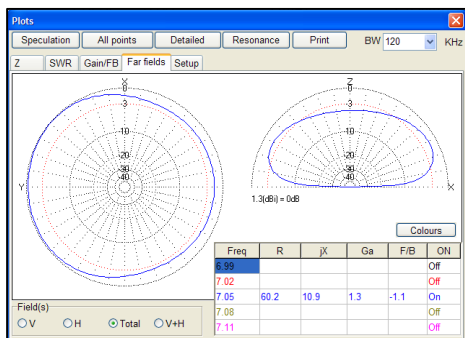 Plots
Speculation All points Detailed Resonance Print BW 120 KHz
Z SWR Gain/FB Far fields Setup
X
0
-3
-10
-20
-30
-40
Y
Z
0
-3
-10
-20
-30
-40
X
1.3(dBi) = 0dB
Colours
Freq R jX Ga F/B ON
6.99 Off
7.02 Off
7.05 60.2 10.9 1.3 -1.1 On
7.08 Off
7.11 Off
Field(s)
V H Total V+H